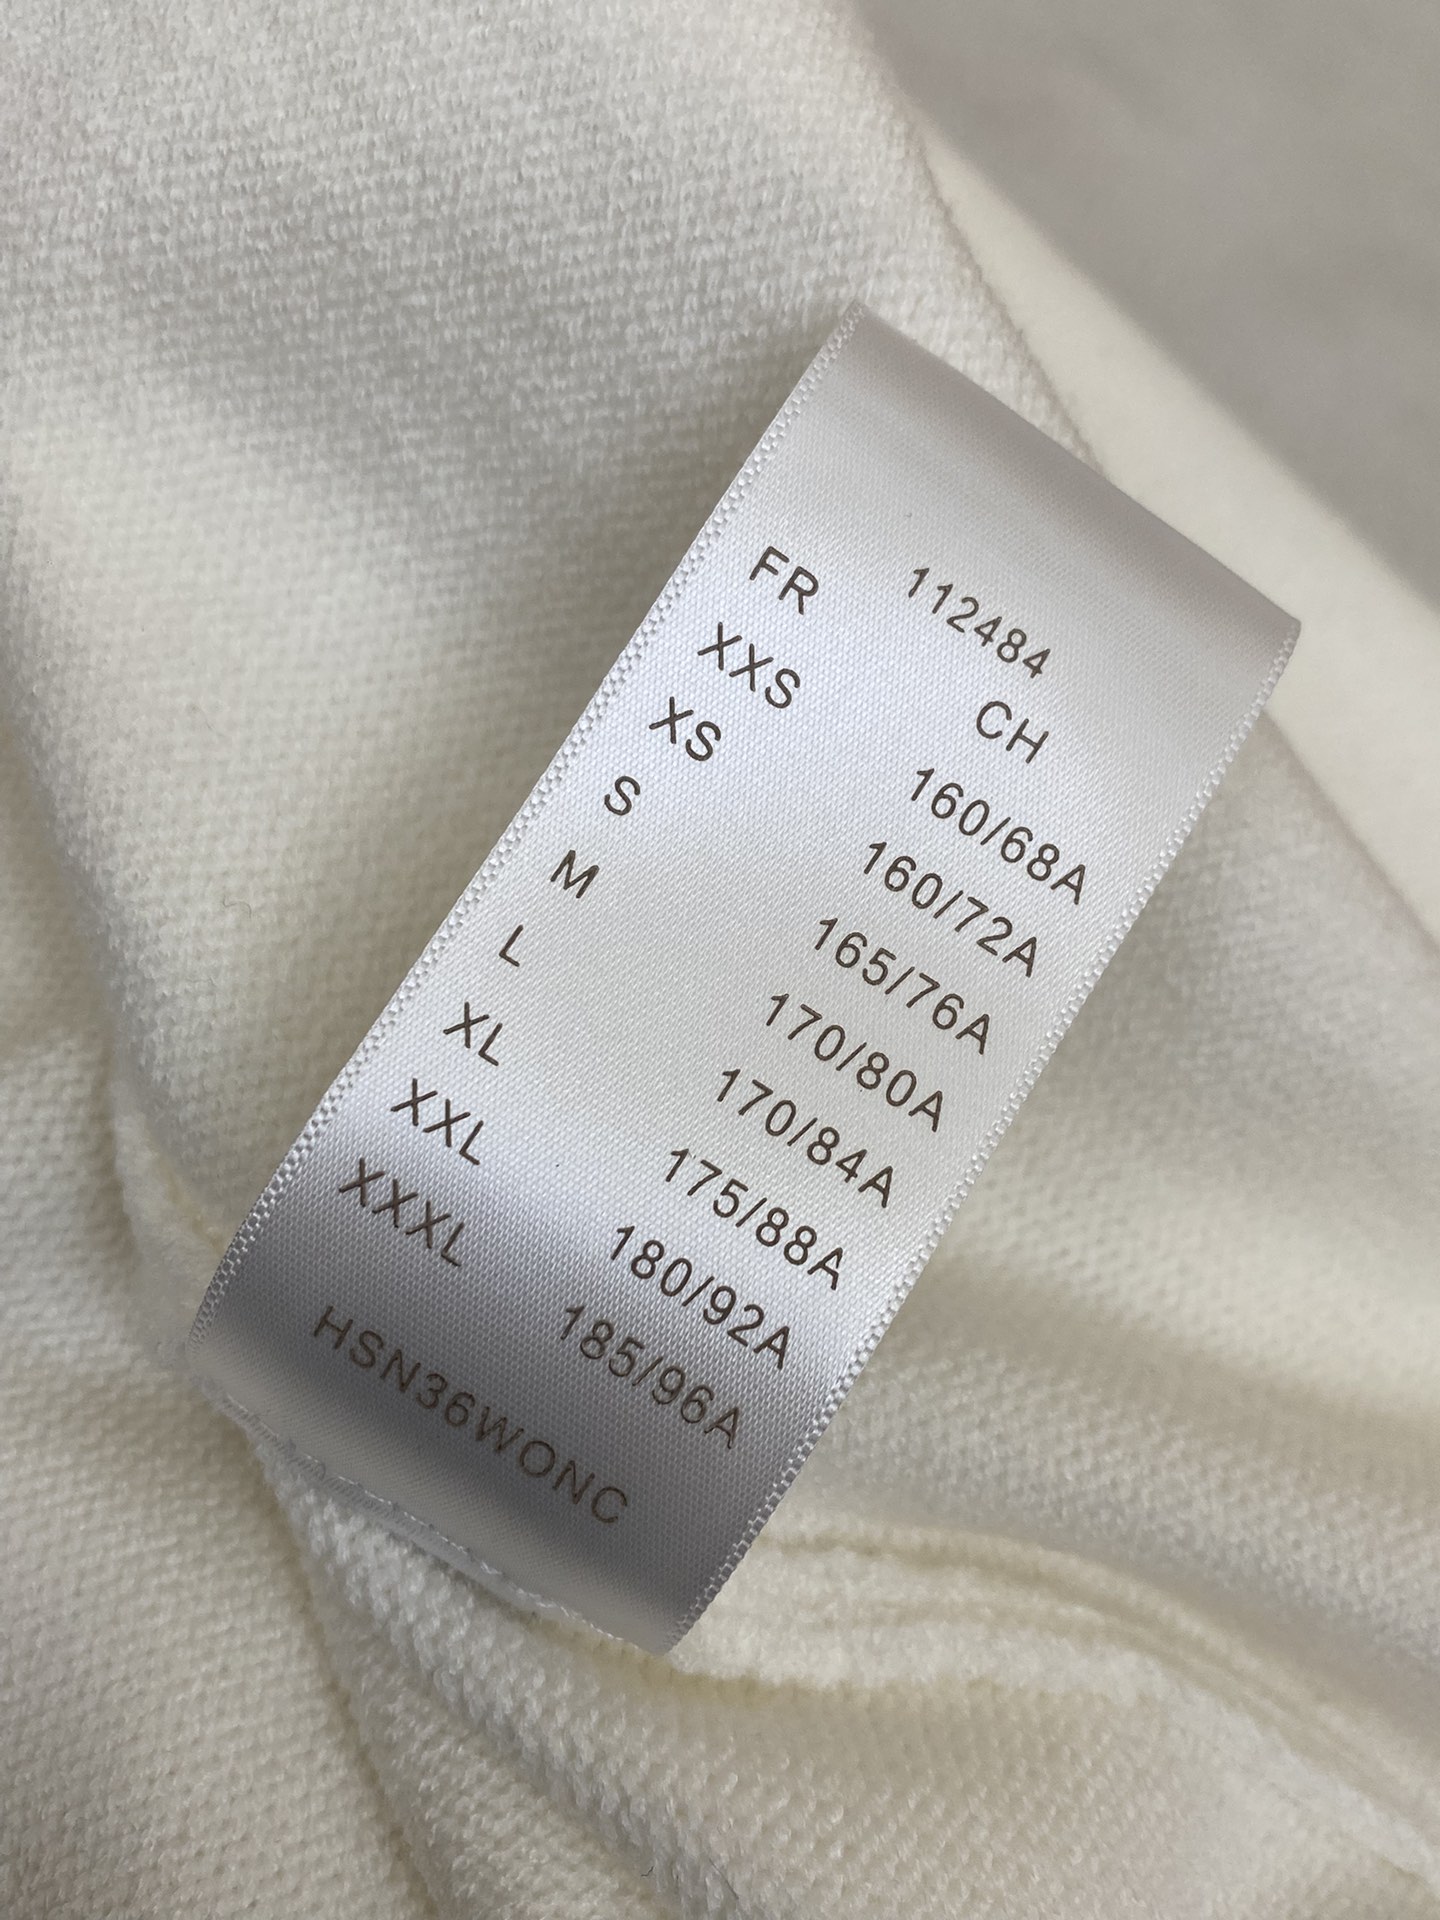 112484
FR CH
XXS 160/68A
XS 160/72A
S 165/76A
M 170/80A
L 170/84A
XL 175/88A
XXL 180/92A
XXXL 185/96A
HSN36WONC